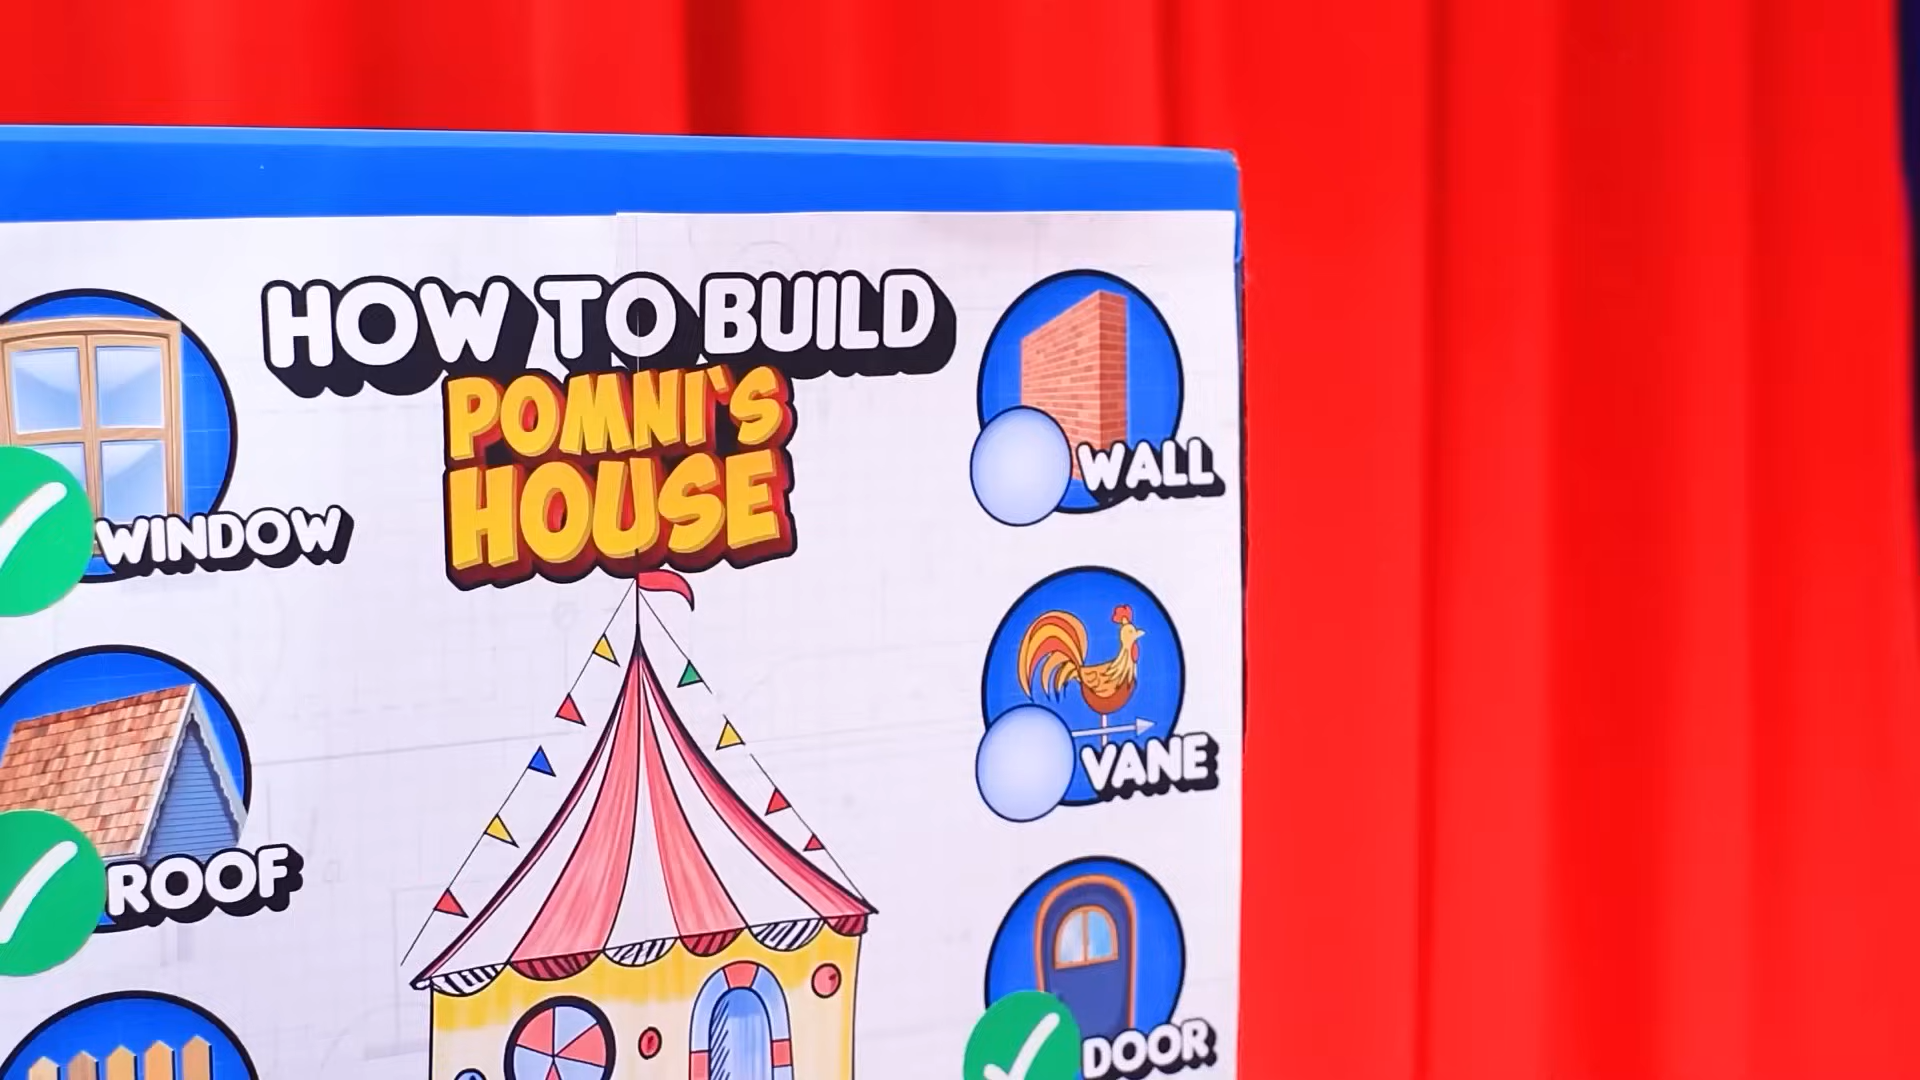 HOW TO BUILD
POMNI'S
HOUSE
WINDOW
ROOF
WALL
VANE
DOOR